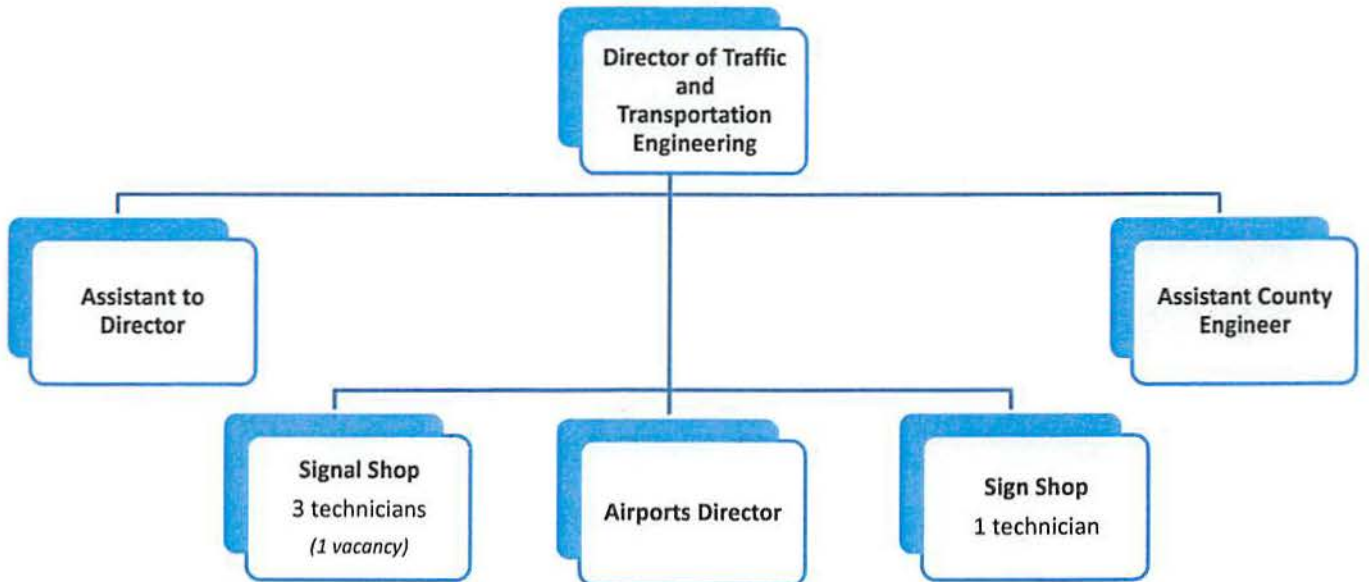 Director of Traffic
and
Transportation
Engineering
Assistant to
Director
Assistant County
Engineer
Signal Shop
3 technicians
(1 vacancy)
Airports Director
Sign Shop
1 technician